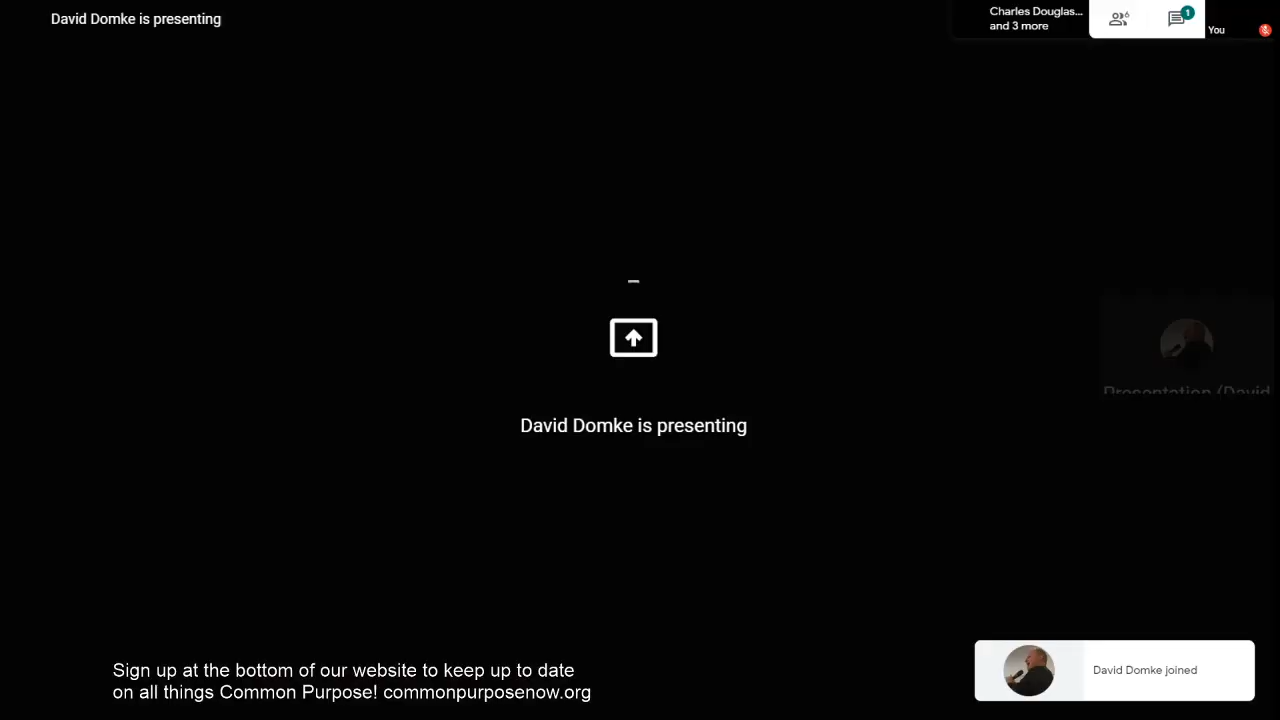 David Domke is presenting
Charles Douglas...
and 3 more
6
1
You
Presentation (David
David Domke is presenting
Sign up at the bottom of our website to keep up to date
on all things Common Purpose! commonpurposenow.org
David Domke joined